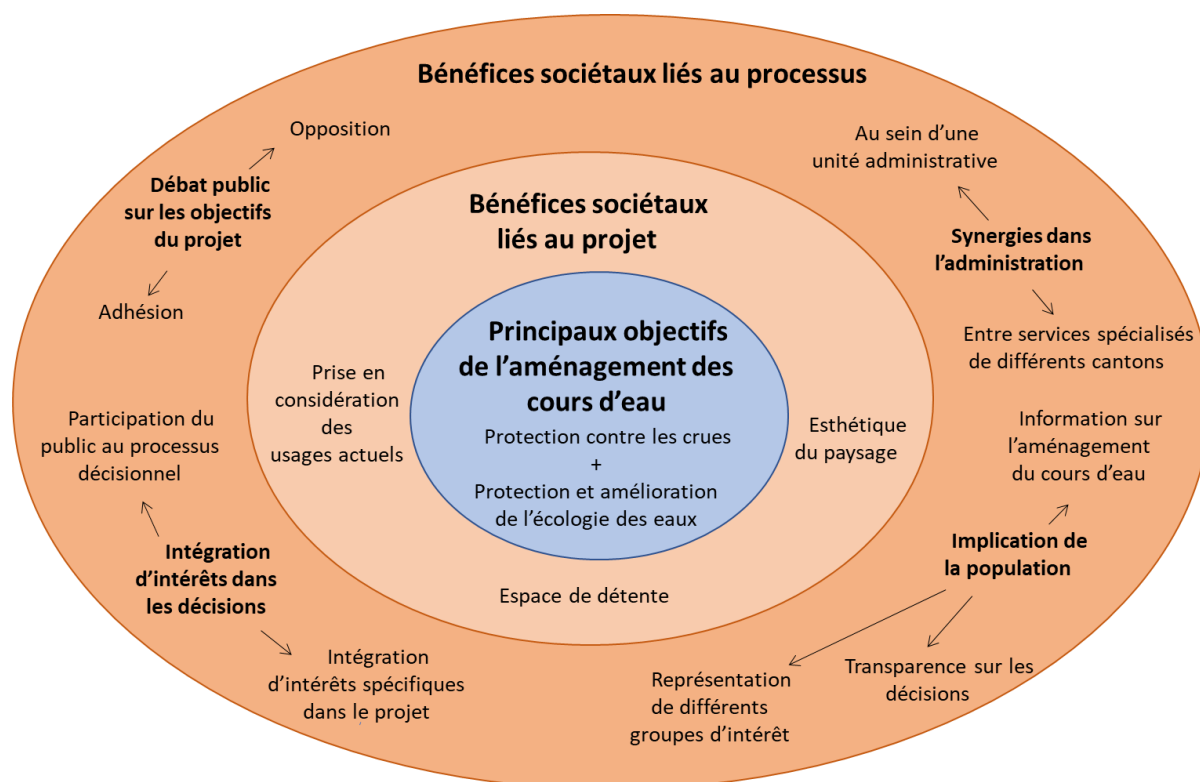 Bénéfices sociétaux liés au processus
Opposition
Débat public
sur les objectifs
du projet
Adhésion
Au sein d'une
unité administrative
Synergies dans
l'administration
Entre services spécialisés
de différents cantons
Bénéfices sociétaux
liés au projet
Principaux objectifs
de l'aménagement des
cours d'eau
Protection contre les crues
+
Protection et amélioration
de l'écologie des eaux
Prise en
considération
des
usages actuels
Esthétique
du paysage
Espace de détente
Participation du
public au processus
décisionnel
Intégration
d'intérêts dans
les décisions
Intégration
d'intérêts spécifiques
dans le projet
Information sur
l'aménagement
du cours d'eau
Implication de
la population
Transparence sur les
décisions
Représentation
de différents
groupes d'intérêt